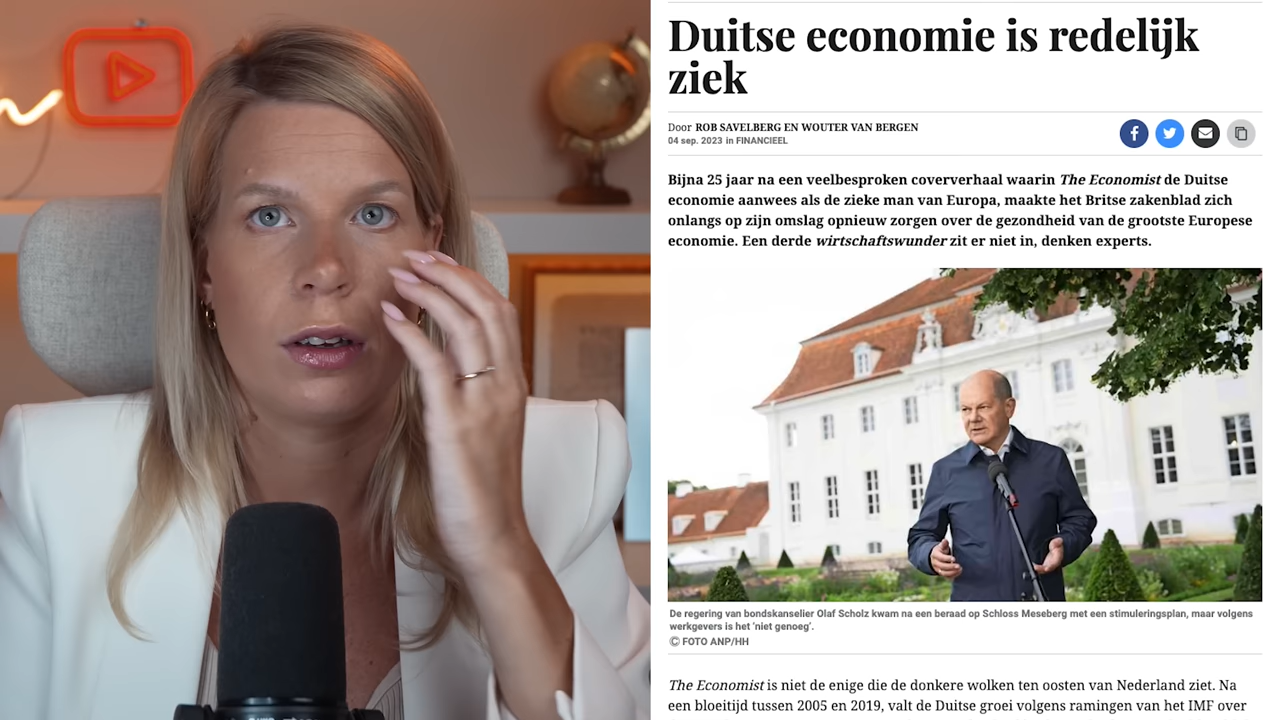 Duitse economie is redelijk
ziek
Door ROB SAVELBERG EN WOUTER VAN BERGEN
04 sep. 2023 in FINANCIEEL
Bijna 25 jaar na een veelbesproken coververhaal waarin The Economist de Duitse
economie aanwees als de zieke man van Europa, maakte het Britse zakenblad zich
onlangs op zijn omslag opnieuw zorgen over de gezondheid van de grootste Europese
economie. Een derde wirtschaftswunder zit er niet in, denken experts.
De regering van bondskanselier Olaf Scholz kwam na een beraad op Schloss Meseberg met een stimuleringsplan, maar volgens
werkgevers is het 'niet genoeg'.
© FOTO ANP/HH
The Economist is niet de enige die de donkere wolken ten oosten van Nederland ziet. Na
een bloeitijd tussen 2005 en 2019, valt de Duitse groei volgens ramingen van het IMF over